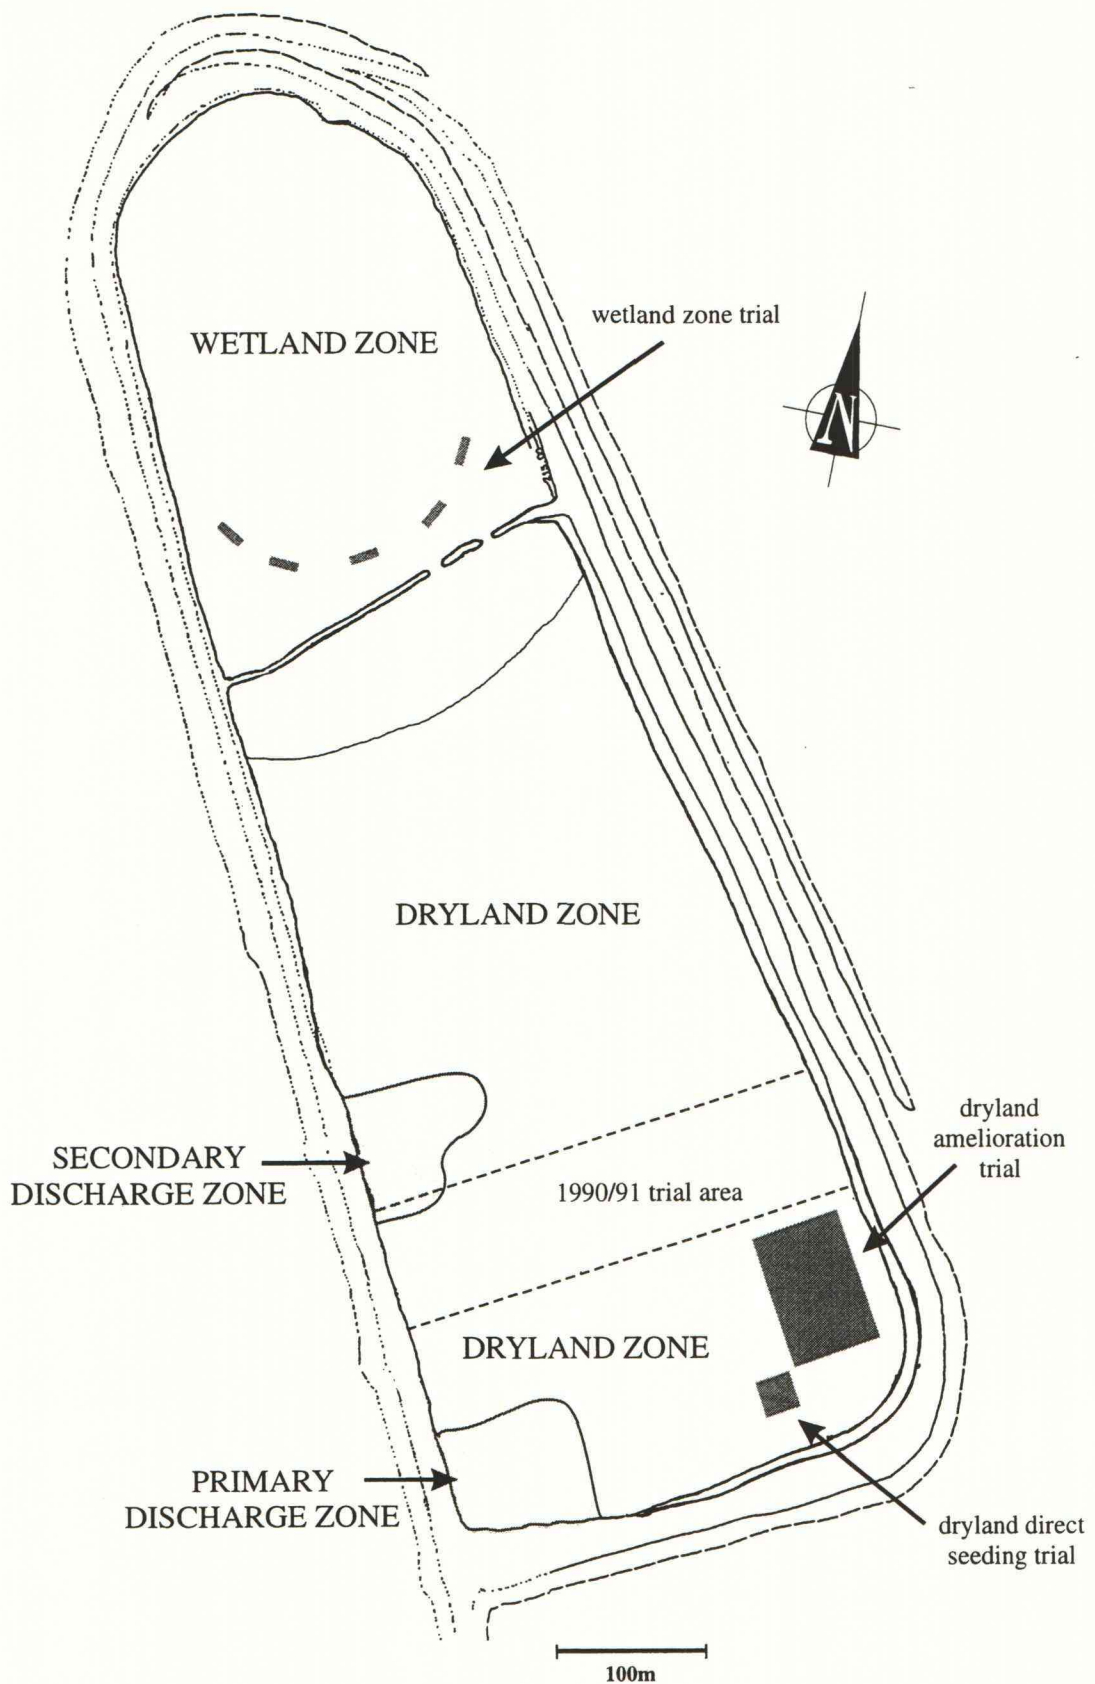 wetland zone trial
WETLAND ZONE
N
DRYLAND ZONE
dryland
amelioration
trial
SECONDARY
DISCHARGE ZONE
1990/91 trial area
DRYLAND ZONE
PRIMARY
DISCHARGE ZONE
dryland direct
seeding trial
100m